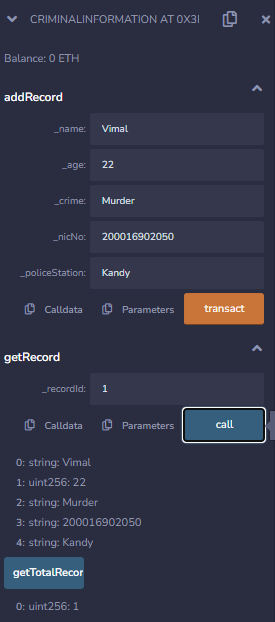 CRIMINALINFORMATION AT 0X3I
Balance: 0 ETH
addRecord
_name: Vimal
_age: 22
_crime: Murder
_nicNo: 200016902050
_policeStation: Kandy
Calldata Parameters transact
getRecord
_recordId: 1
Calldata Parameters call
0: string: Vimal
1: uint256: 22
2: string: Murder
3: string: 200016902050
4: string: Kandy
getTotalRecor
0: uint256: 1